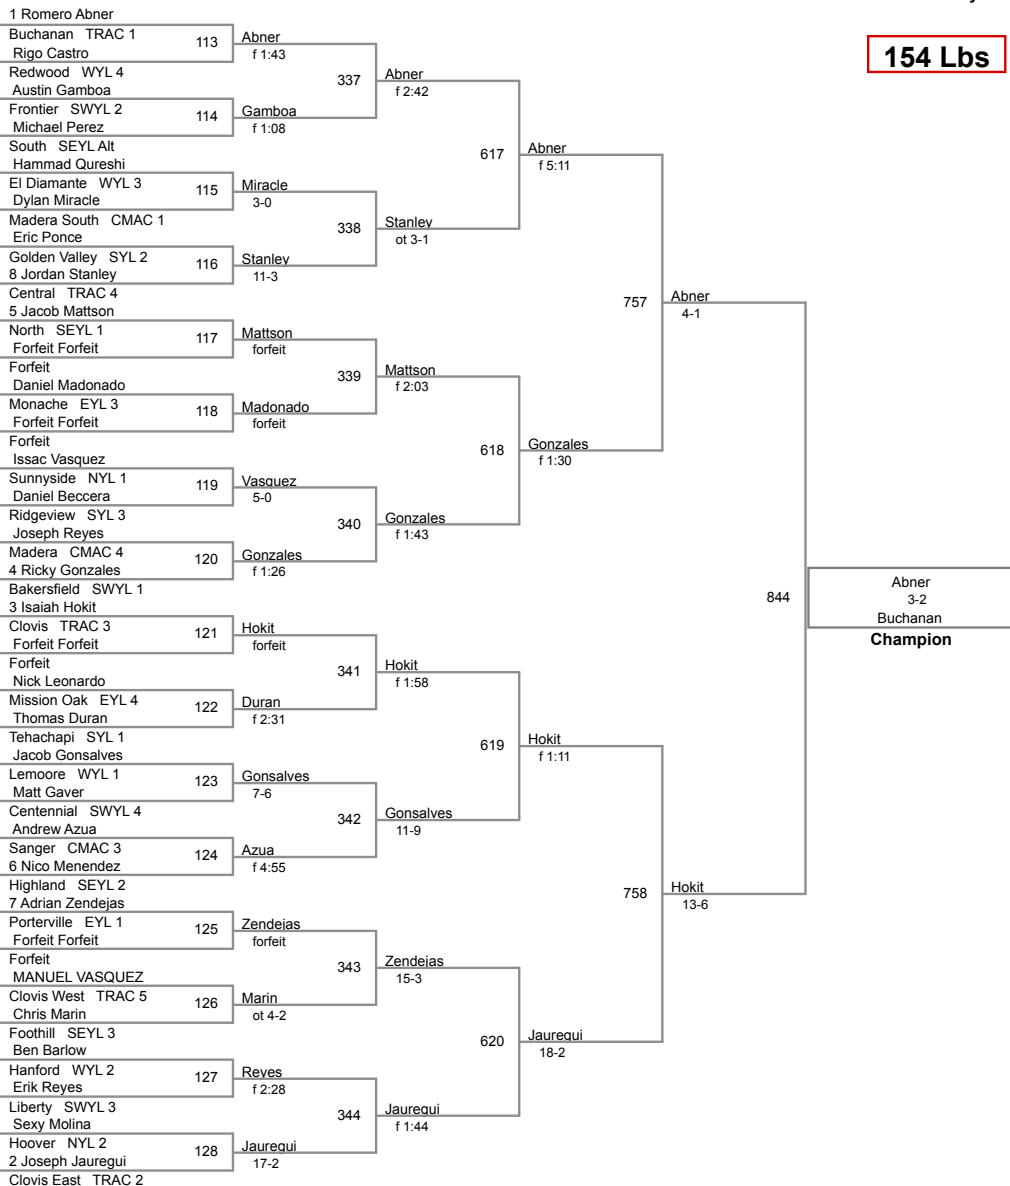 1 Romero Abner
Buchanan TRAC 1
113
Abner
Rigo Castro
f 1:43
154 Lbs
Redwood WYL 4
337
Abner
Austin Gamboa
f 2:42
Frontier SWYL 2
114
Gamboa
Michael Perez
f 1:08
South SEYL Alt
617
Abner
Hammad Qureshi
f 5:11
El Diamante WYL 3
115
Miracle
Dylan Miracle
3-0
Madera South CMAC 1
338
Stanley
Eric Ponce
ot 3-1
Golden Valley SYL 2
116
Stanley
8 Jordan Stanley
11-3
Central TRAC 4
757
Abner
5 Jacob Mattson
4-1
North SEYL 1
117
Mattson
Forfeit Forfeit
forfeit
Forfeit
339
Mattson
Daniel Madonado
f 2:03
Monache EYL 3
118
Madonado
Forfeit Forfeit
forfeit
Forfeit
618
Gonzales
Issac Vasquez
f 1:30
Sunnyside NYL 1
119
Vasquez
Daniel Beccera
5-0
Ridgeview SYL 3
340
Gonzales
Joseph Reyes
f 1:43
Madera CMAC 4
120
Gonzales
4 Ricky Gonzales
f 1:26
Bakersfield SWYL 1
844
Abner
3-2
Buchanan
Champion
3 Isaiah Hokit
Clovis TRAC 3
121
Hokit
Forfeit Forfeit
forfeit
Forfeit
341
Hokit
Nick Leonardo
f 1:58
Mission Oak EYL 4
122
Duran
Thomas Duran
f 2:31
Tehachapi SYL 1
619
Hokit
Jacob Gonsalves
f 1:11
Lemoore WYL 1
123
Gonsalves
Matt Gaver
7-6
Centennial SWYL 4
342
Gonsalves
Andrew Azua
11-9
Sanger CMAC 3
124
Azua
6 Nico Menendez
f 4:55
Highland SEYL 2
758
Hokit
7 Adrian Zendejas
13-6
Porterville EYL 1
125
Zendejas
Forfeit Forfeit
forfeit
Forfeit
343
Zendejas
MANUEL VASQUEZ
15-3
Clovis West TRAC 5
126
Marin
Chris Marin
ot 4-2
Foothill SEYL 3
620
Jauregui
Ben Barlow
18-2
Hanford WYL 2
127
Reyes
Erik Reyes
f 2:28
Liberty SWYL 3
344
Jauregui
Sexy Molina
f 1:44
Hoover NYL 2
128
Jauregui
2 Joseph Jauregui
17-2
Clovis East TRAC 2